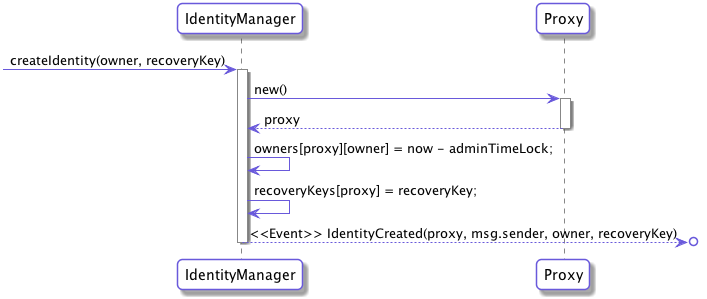 IdentityManager
Proxy
createIdentity(owner, recoveryKey)
new()
proxy
owners[proxy][owner] = now - adminTimeLock;
recoveryKeys[proxy] = recoveryKey;
<<Event>> IdentityCreated(proxy, msg.sender, owner, recoveryKey)
IdentityManager
Proxy